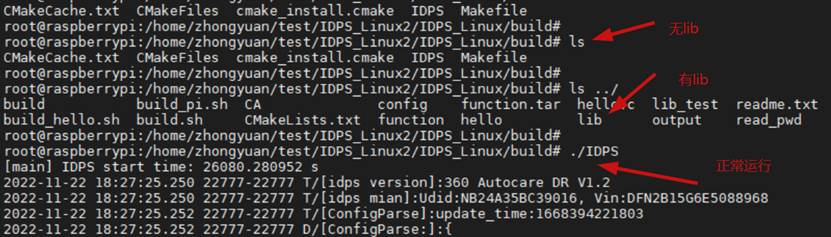 CMakeCache.txt  CMakeFiles  cmake_install.cmake  IDPS  Makefile
root@raspberrypi:/home/zhongyuan/test/IDPS_Linux2/IDPS_Linux/build#
root@raspberrypi:/home/zhongyuan/test/IDPS_Linux2/IDPS_Linux/build# ls 无lib
CMakeCache.txt  CMakeFiles  cmake_install.cmake  IDPS  Makefile
root@raspberrypi:/home/zhongyuan/test/IDPS_Linux2/IDPS_Linux/build#
root@raspberrypi:/home/zhongyuan/test/IDPS_Linux2/IDPS_Linux/build# ls ../ 有lib
build  build_pi.sh  CA  config  function.tar  hello.c  lib_test  readme.txt
build_hello.sh  build.sh  CMakeLists.txt  function  hello  lib  output  read_pwd
root@raspberrypi:/home/zhongyuan/test/IDPS_Linux2/IDPS_Linux/build#
root@raspberrypi:/home/zhongyuan/test/IDPS_Linux2/IDPS_Linux/build# ./IDPS
[main] IDPS start time: 26080.280952 s 正常运行
2022-11-22 18:27:25.250 22777-22777 T/[idps version]:360 Autocare DR V1.2
2022-11-22 18:27:25.250 22777-22777 T/[idps mian]:Udid:NB24A35BC39016, Vin:DFN2B15G6E5088968
2022-11-22 18:27:25.252 22777-22777 T/[ConfigParse]:update_time:1668394221803
2022-11-22 18:27:25.252 22777-22777 D/[ConfigParse:]:{